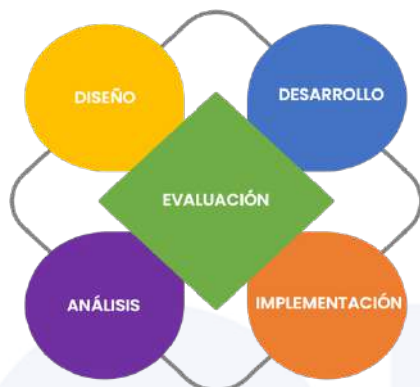 DISEÑO
DESARROLLO
EVALUACIÓN
ANÁLISIS
IMPLEMENTACIÓN